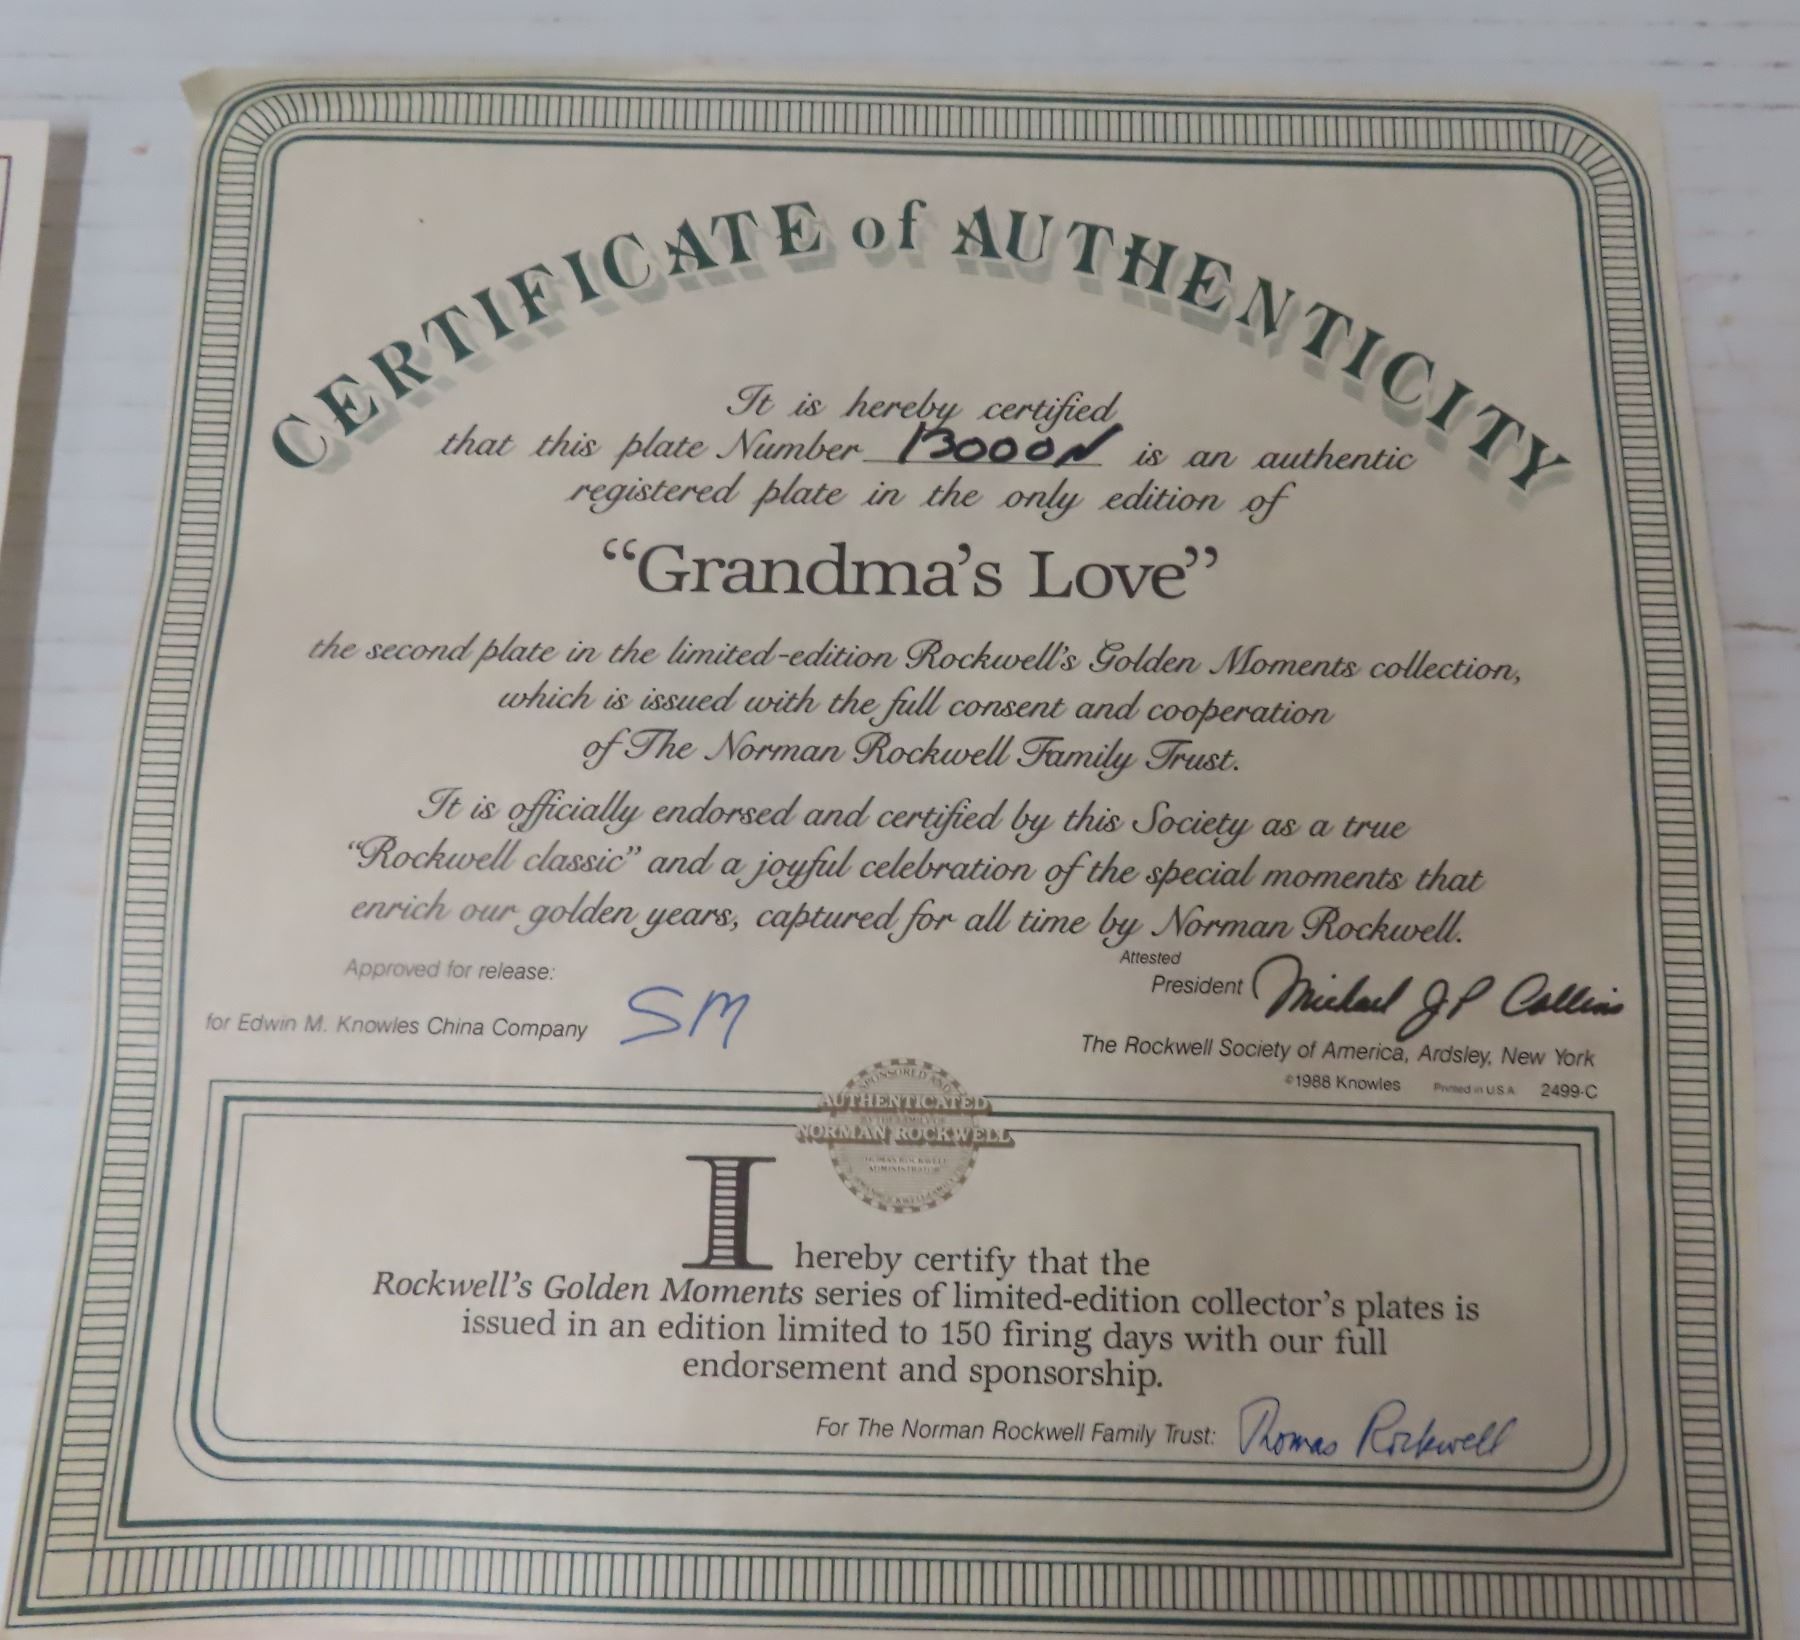 CERTIFICATE of AUTHENTICITY
It is hereby certified
that this plate Number 13000N is an authentic
registered plate in the only edition of
“Grandma’s Love”
the second plate in the limited-edition Rockwell’s Golden Moments collection,
which is issued with the full consent and cooperation
of The Norman Rockwell Family Trust.
It is officially endorsed and certified by this Society as a true
“Rockwell classic” and a joyful celebration of the special moments that
enrich our golden years, captured for all time by Norman Rockwell.
Approved for release:
for Edwin M. Knowles China Company SM
Attested
President Michael J P Collins
The Rockwell Society of America, Ardsley, New York
©1988 Knowles Printed in U S A 2499-C
SPONSORED AND
AUTHENTICATED
NORMAN ROCKWELL
THOMAS ROCKWELL
ADMINISTRATOR
I hereby certify that the
Rockwell’s Golden Moments series of limited-edition collector’s plates is
issued in an edition limited to 150 firing days with our full
endorsement and sponsorship.
For The Norman Rockwell Family Trust: Thomas Rockwell